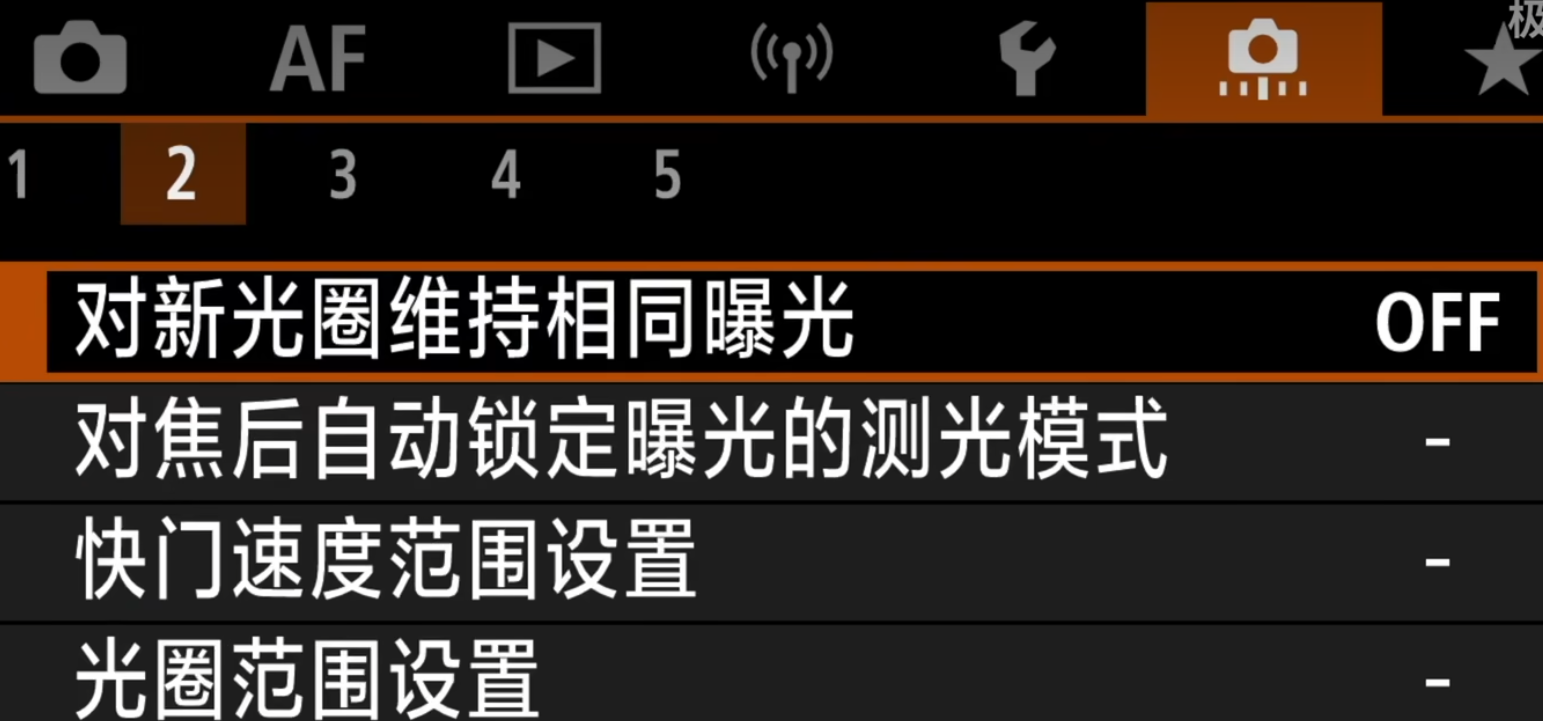 极
AF
1 2 3 4 5
对新光圈维持相同曝光 OFF
对焦后自动锁定曝光的测光模式 -
快门速度范围设置 -
光圈范围设置 -